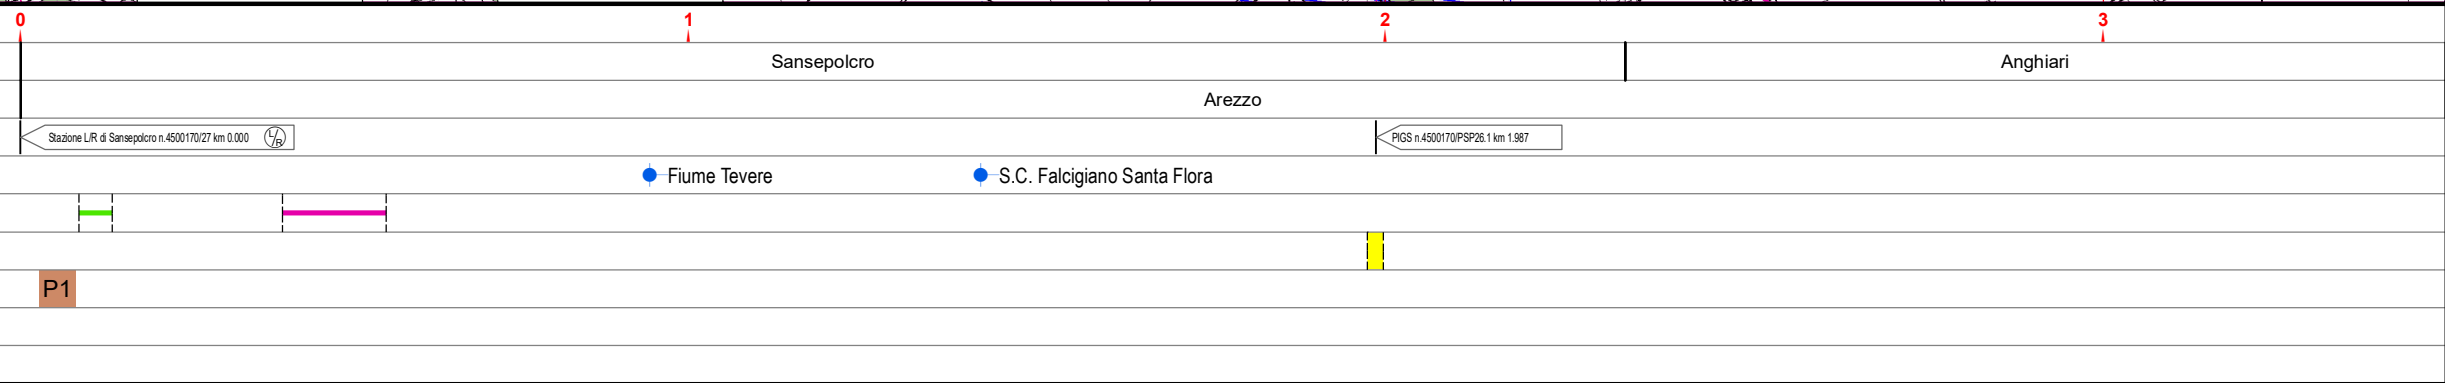 0 1 2 3
Sansepolcro Anghiari
Arezzo
Stazione L/R di Sansepolcro n.4500170/27 km 0.000 L/R PIGS n.4500170/PSP26.1 km 1.987
Fiume Tevere S.C. Falcigiano Santa Flora
P1